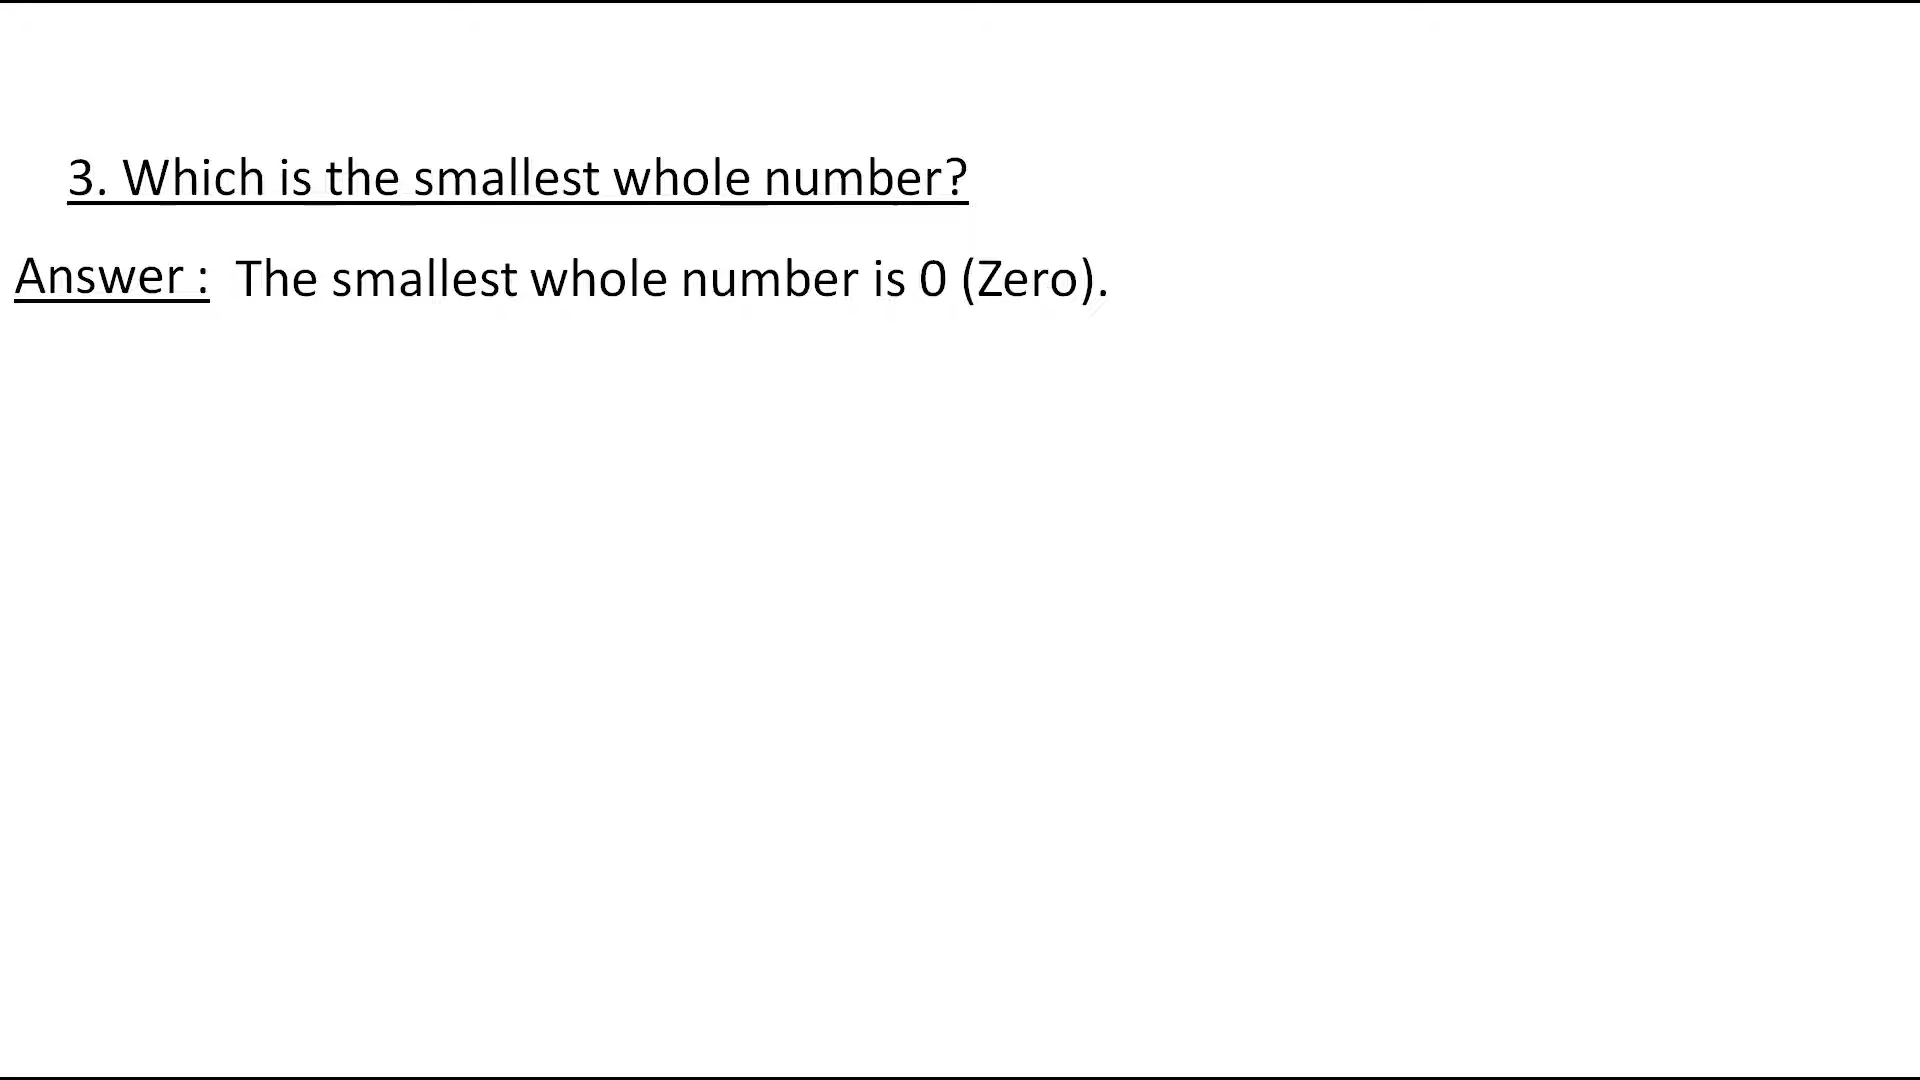 3. Which is the smallest whole number?
Answer : The smallest whole number is 0 (Zero).